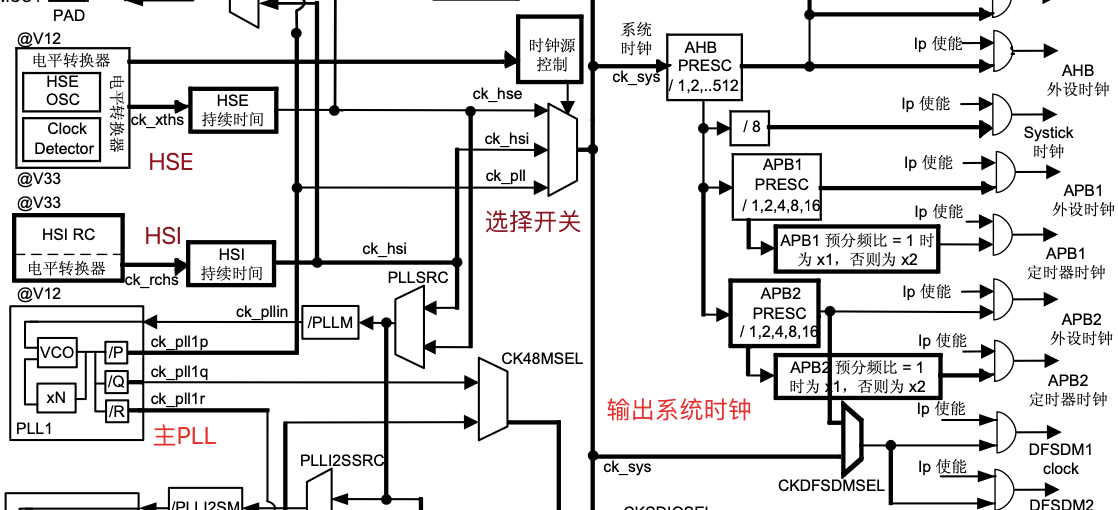 PAD
@V12
电平转换器
HSE
OSC
Clock
Detector
电平转换器
@V33
ck_xths
HSE
持续时间
HSE
@V33
HSI RC
电平转换器
@V12
HSI
ck_rchs
HSI
持续时间
ck_hsi
时钟源
控制
ck_hse
ck_hsi
ck_pll
选择开关
PLLSRC
ck_pllin
/PLLM
VCO
xN
/P
/Q
/R
PLL1
ck_pll1p
ck_pll1q
ck_pll1r
主PLL
CK48MSEL
PLLI2SSRC
/PLLI2SM
系统
时钟
ck_sys
AHB
PRESC
/ 1,2,..512
/ 8
APB1
PRESC
/ 1,2,4,8,16
APB1 预分频比 = 1 时
为 x1，否则为 x2
APB2
PRESC
/ 1,2,4,8,16
APB2 预分频比 = 1
时为 x1，否则为 x2
输出系统时钟
ck_sys
CKDFSDMSEL
Ip 使能
AHB
外设时钟
Ip 使能
Systick
时钟
Ip 使能
APB1
外设时钟
Ip 使能
APB1
定时器时钟
Ip 使能
APB2
外设时钟
Ip 使能
APB2
定时器时钟
Ip 使能
DFSDM1
clock
Ip 使能
DFSDM2